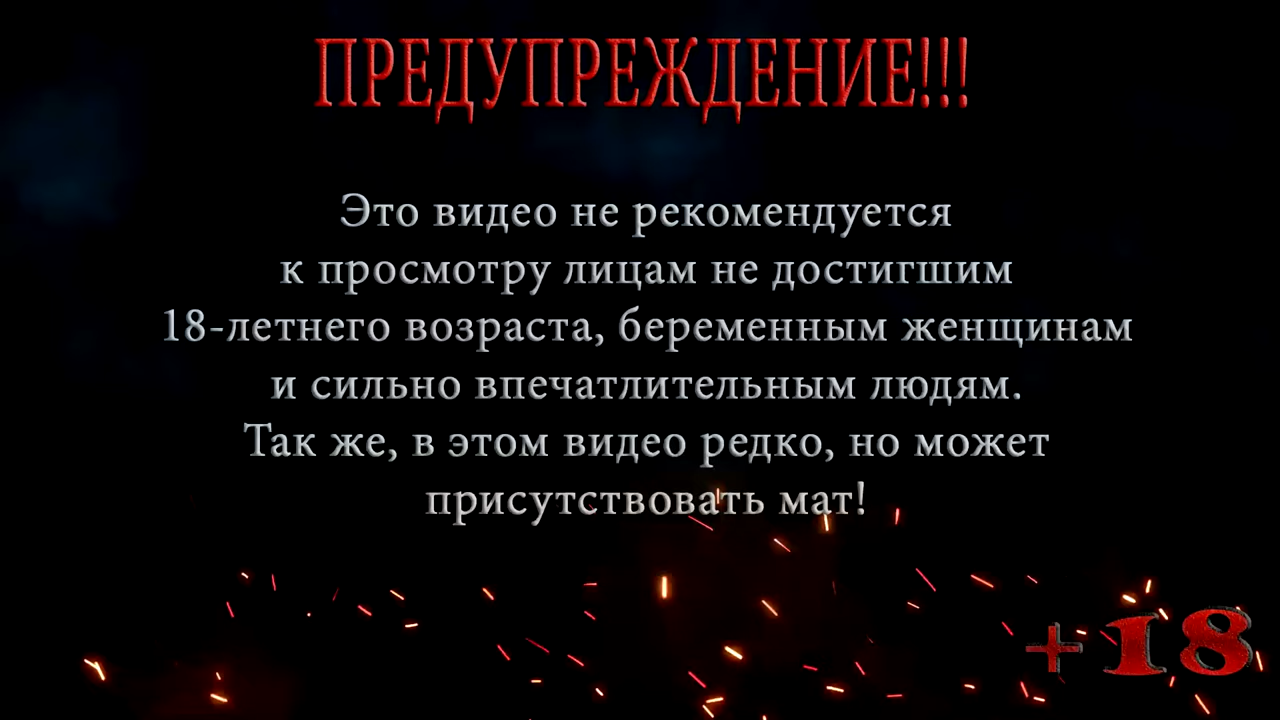 ПРЕДУПРЕЖДЕНИЕ!!!
Это видео не рекомендуется
к просмотру лицам не достигшим
18-летнего возраста, беременным женщинам
и сильно впечатлительным людям.
Так же, в этом видео редко, но может
присутствовать мат!
+18